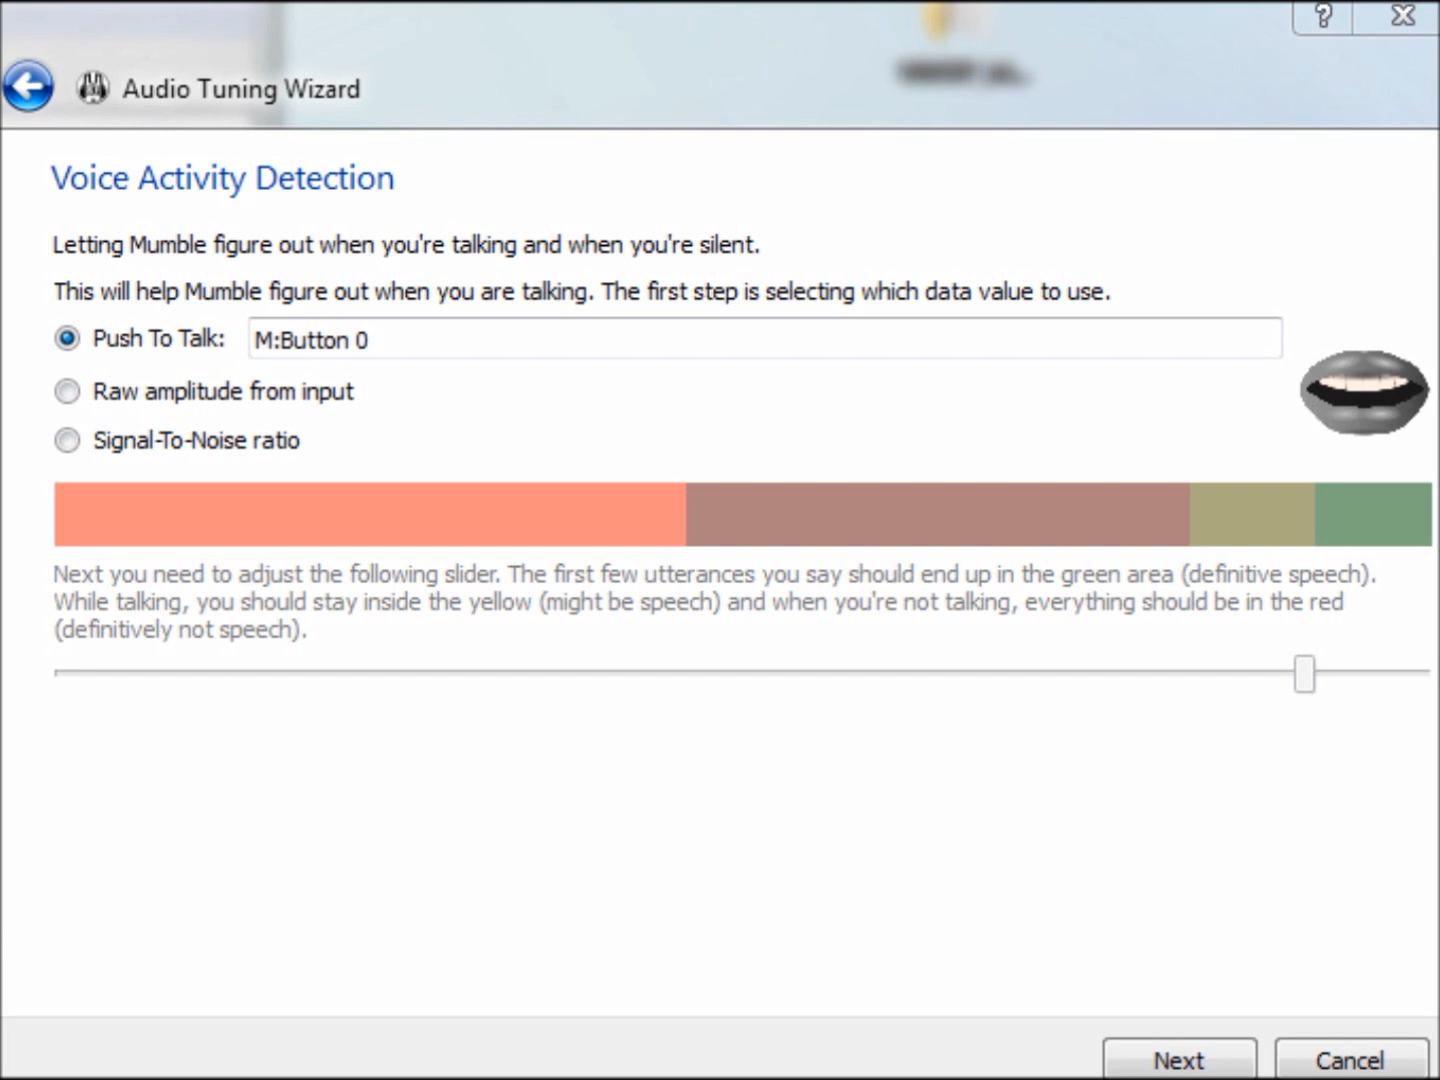 ?
X
Audio Tuning Wizard
Voice Activity Detection
Letting Mumble figure out when you're talking and when you're silent.
This will help Mumble figure out when you are talking. The first step is selecting which data value to use.
Push To Talk: M:Button 0
Raw amplitude from input
Signal-To-Noise ratio
Next you need to adjust the following slider. The first few utterances you say should end up in the green area (definitive speech).
While talking, you should stay inside the yellow (might be speech) and when you're not talking, everything should be in the red
(definitively not speech).
Next Cancel